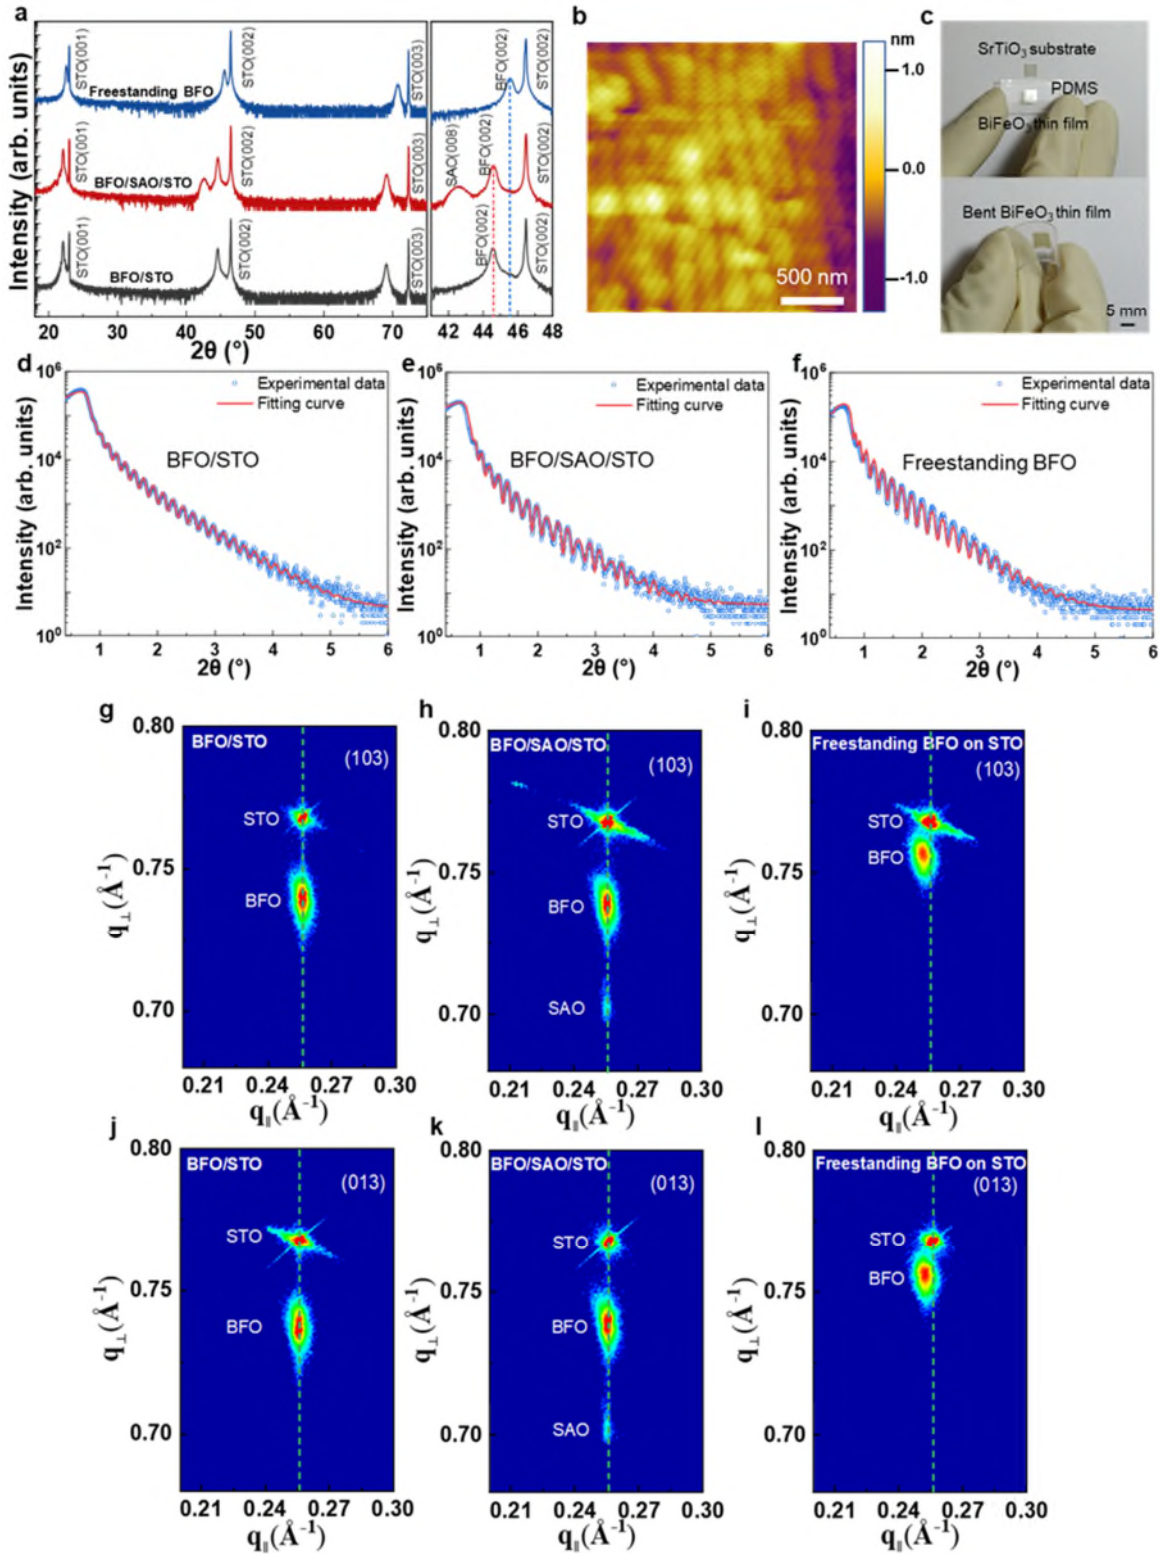 a
Intensity (arb. units)
STO(001)
Freestanding BFO
STO(002)
STO(003)
BFO(002)
STO(002)
STO(001)
BFO/SAO/STO
STO(002)
STO(003)
SAO(008)
BFO(002)
STO(002)
STO(001)
BFO/STO
STO(002)
STO(003)
BFO(002)
STO(002)
20 30 40 50 60 70 42 44 46 48
2θ (°)
b
nm
1.0
0.0
-1.0
500 nm
c
SrTiO3 substrate
PDMS
BiFeO3 thin film
Bent BiFeO3 thin film
5 mm
d
10^6
10^4
10^2
10^0
Intensity (arb. units)
Experimental data
Fitting curve
BFO/STO
1 2 3 4 5 6
2θ (°)
e
10^6
10^4
10^2
10^0
Intensity (arb. units)
Experimental data
Fitting curve
BFO/SAO/STO
1 2 3 4 5 6
2θ (°)
f
10^6
10^4
10^2
10^0
Intensity (arb. units)
Experimental data
Fitting curve
Freestanding BFO
1 2 3 4 5 6
2θ (°)
g
0.80
0.75
0.70
q⊥(Å-1)
BFO/STO
(103)
STO
BFO
0.21 0.24 0.27 0.30
q∥(Å-1)
h
0.80
0.75
0.70
q⊥(Å-1)
BFO/SAO/STO
(103)
STO
BFO
SAO
0.21 0.24 0.27 0.30
q∥(Å-1)
i
0.80
0.75
0.70
q⊥(Å-1)
Freestanding BFO on STO
(103)
STO
BFO
0.21 0.24 0.27 0.30
q∥(Å-1)
j
0.80
0.75
0.70
q⊥(Å-1)
BFO/STO
(013)
STO
BFO
0.21 0.24 0.27 0.30
q∥(Å-1)
k
0.80
0.75
0.70
q⊥(Å-1)
BFO/SAO/STO
(013)
STO
BFO
SAO
0.21 0.24 0.27 0.30
q∥(Å-1)
l
0.80
0.75
0.70
q⊥(Å-1)
Freestanding BFO on STO
(013)
STO
BFO
0.21 0.24 0.27 0.30
q∥(Å-1)